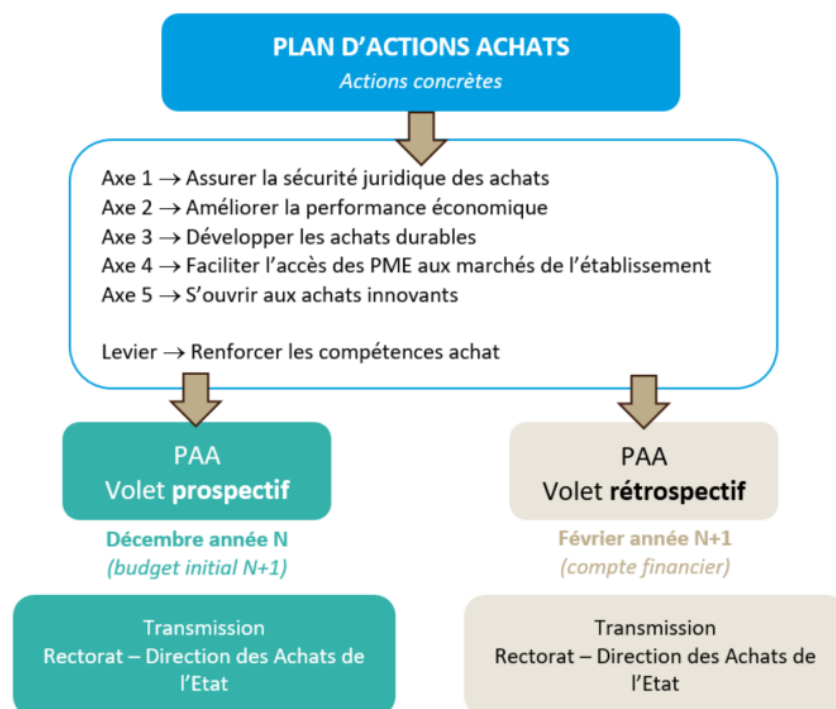 PLAN D'ACTIONS ACHATS
Actions concrètes
Axe 1 → Assurer la sécurité juridique des achats
Axe 2 → Améliorer la performance économique
Axe 3 → Développer les achats durables
Axe 4 → Faciliter l'accès des PME aux marchés de l'établissement
Axe 5 → S'ouvrir aux achats innovants
Levier → Renforcer les compétences achat
PAA
Volet prospectif
Décembre année N
(budget initial N+1)
Transmission
Rectorat – Direction des Achats de
l'Etat
PAA
Volet rétrospectif
Février année N+1
(compte financier)
Transmission
Rectorat – Direction des Achats de
l'Etat